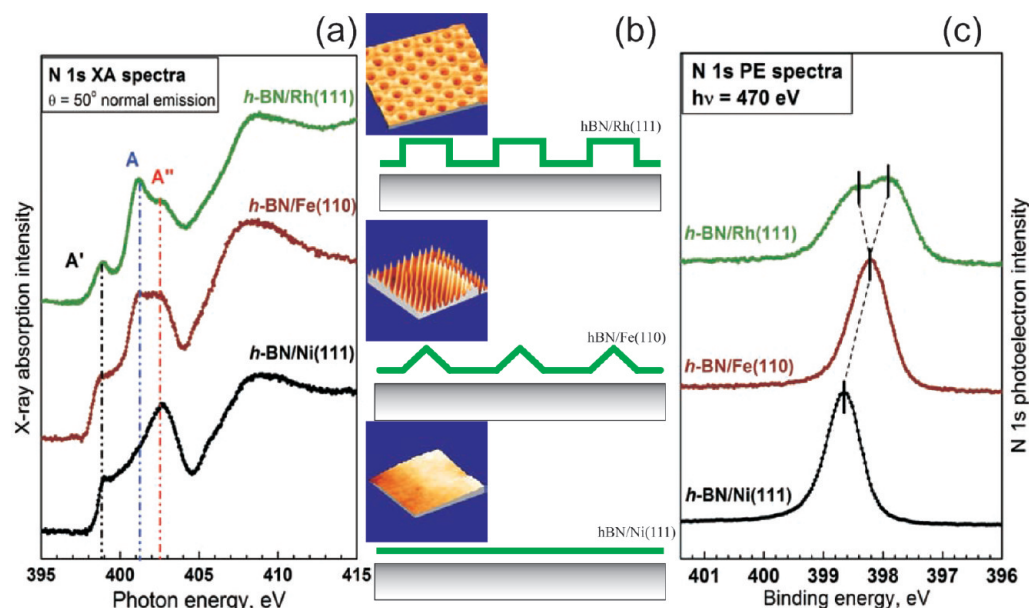 (a)
N 1s XA spectra
θ = 50° normal emission
h-BN/Rh(111)
A
A"
h-BN/Fe(110)
A'
h-BN/Ni(111)
X-ray absorption intensity
395 400 405 410 415
Photon energy, eV
(b)
hBN/Rh(111)
hBN/Fe(110)
hBN/Ni(111)
(c)
N 1s PE spectra
hν = 470 eV
h-BN/Rh(111)
h-BN/Fe(110)
h-BN/Ni(111)
N 1s photoelectron intensity
401 400 399 398 397 396
Binding energy, eV